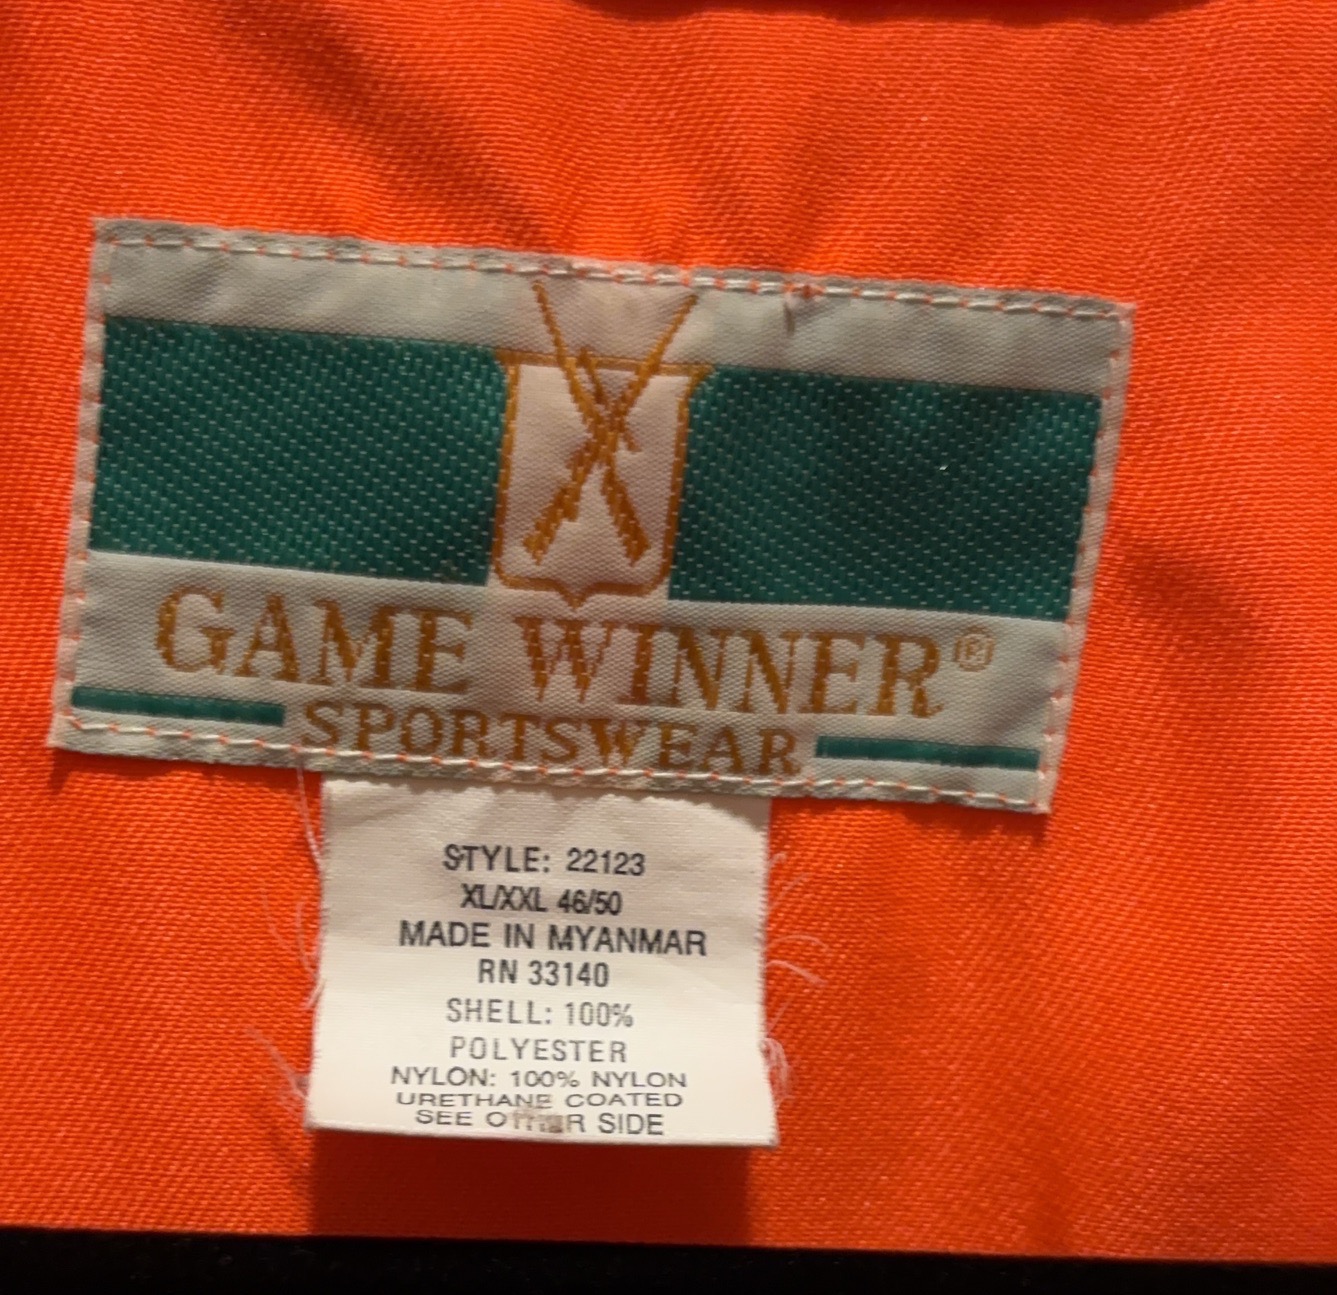 GAME WINNER®
SPORTSWEAR
STYLE: 22123
XL/XXL 46/50
MADE IN MYANMAR
RN 33140
SHELL: 100%
POLYESTER
NYLON: 100% NYLON
URETHANE COATED
SEE OTHER SIDE